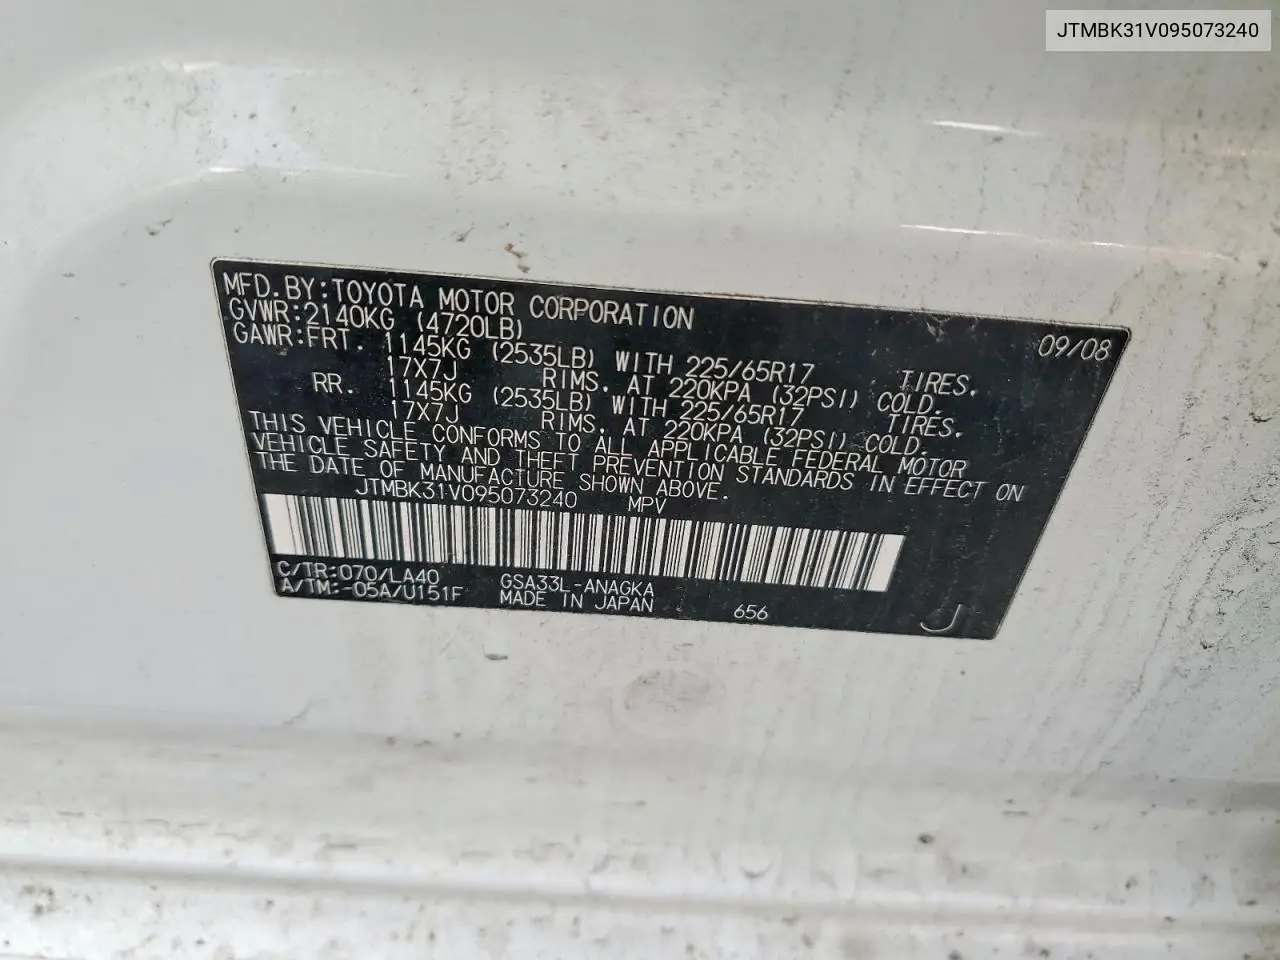 JTMBK31V095073240
MFD.BY:TOYOTA MOTOR CORPORATION 09/08
GVWR:2140KG (4720LB)
GAWR:FRT. 1145KG (2535LB) WITH 225/65R17 TIRES.
17X7J RIMS. AT 220KPA (32PSI) COLD.
RR. 1145KG (2535LB) WITH 225/65R17 TIRES.
17X7J RIMS. AT 220KPA (32PSI) COLD.
THIS VEHICLE CONFORMS TO ALL APPLICABLE FEDERAL MOTOR
VEHICLE SAFETY AND THEFT PREVENTION STANDARDS IN EFFECT ON
THE DATE OF MANUFACTURE SHOWN ABOVE.
JTMBK31V095073240 MPV
C/TR:070/LA40 GSA33L-ANAGKA
A/TM:-05A/U151F MADE IN JAPAN 656 J